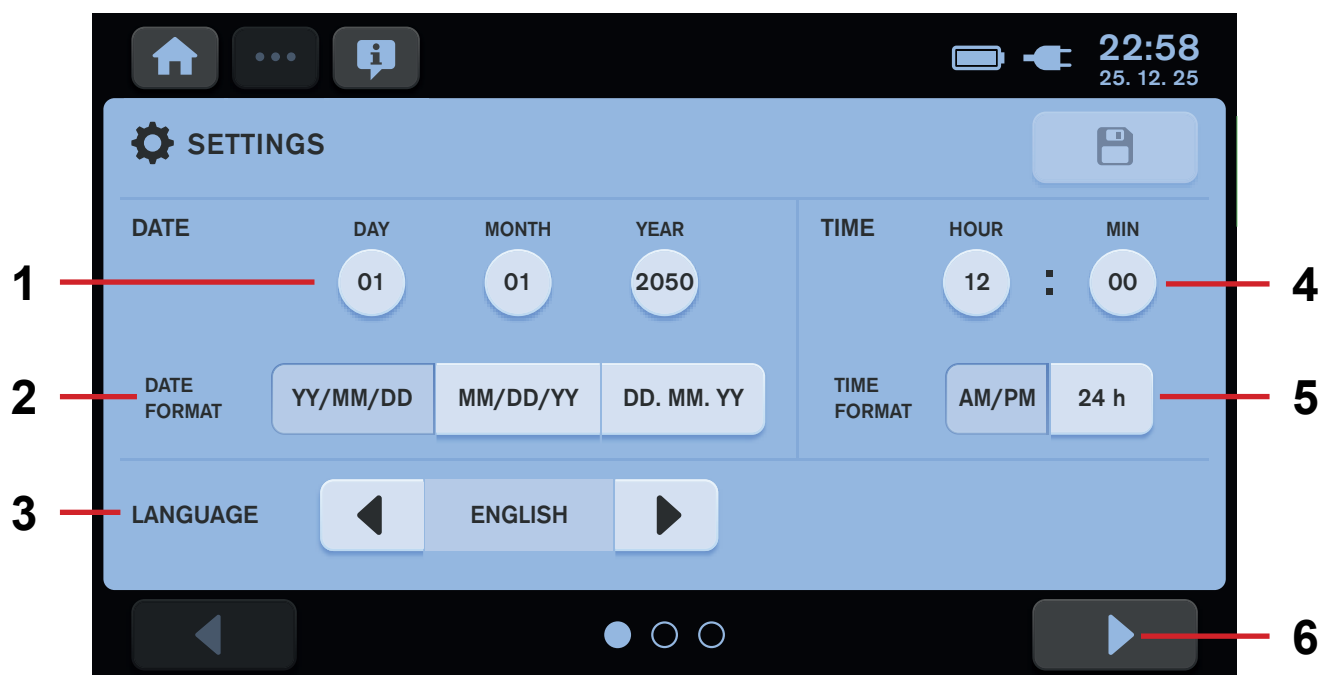 22:58
25. 12. 25
SETTINGS
DATE
DAY
MONTH
YEAR
TIME
HOUR
MIN
1
01
01
2050
12
:
00
4
2
DATE
FORMAT
YY/MM/DD
MM/DD/YY
DD. MM. YY
TIME
FORMAT
AM/PM
24 h
5
3
LANGUAGE
ENGLISH
6